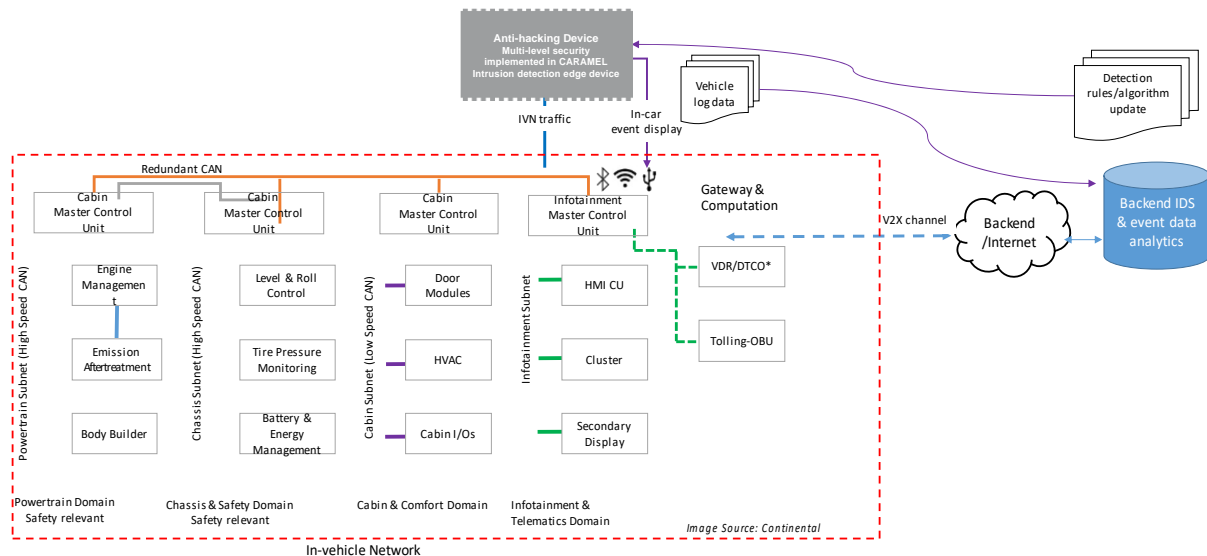 Anti-hacking Device
Multi-level security
implemented in CARAMEL
Intrusion detection edge device
Vehicle
log data
Detection
rules/algorithm
update
IVN traffic
In-car
event display
Redundant CAN
Cabin
Master Control
Unit
Cabin
Master Control
Unit
Cabin
Master Control
Unit
Infotainment
Master Control
Unit
Gateway &
Computation
V2X channel
Backend
/Internet
Backend IDS
& event data
analytics
Powertrain Subnet (High Speed CAN)
Engine
Managemen
t
Emission
Aftertreatment
Body Builder
Chassis Subnet (High Speed CAN)
Level & Roll
Control
Tire Pressure
Monitoring
Battery &
Energy
Management
Cabin Subnet (Low Speed CAN)
Door
Modules
HVAC
Cabin I/Os
Infotainment Subnet
HMI CU
Cluster
Secondary
Display
VDR/DTCO*
Tolling-OBU
Powertrain Domain
Safety relevant
Chassis & Safety Domain
Safety relevant
Cabin & Comfort Domain
Infotainment &
Telematics Domain
Image Source: Continental
In-vehicle Network